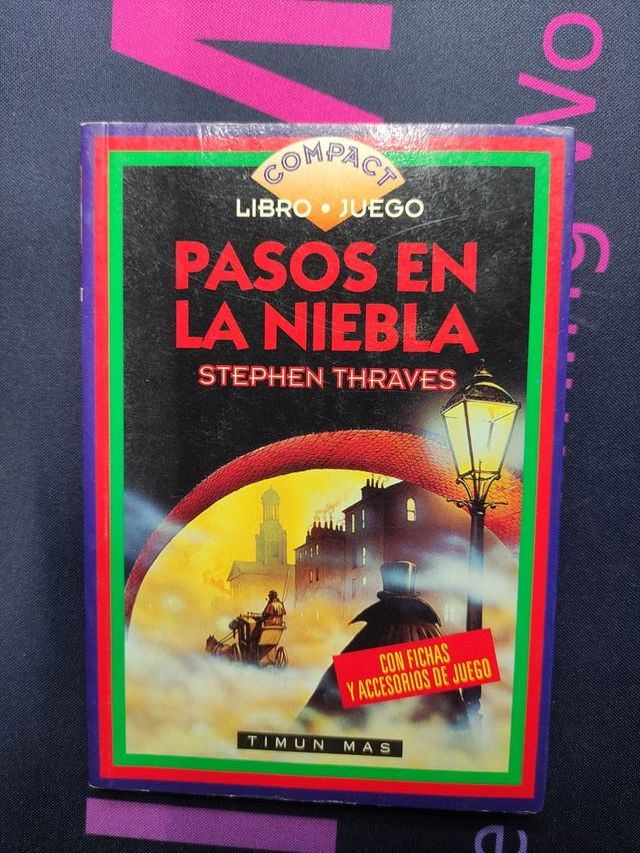 COMPACT
LIBRO • JUEGO
PASOS EN
LA NIEBLA
STEPHEN THRAVES
CON FICHAS
Y ACCESORIOS DE JUEGO
TIMUN MAS